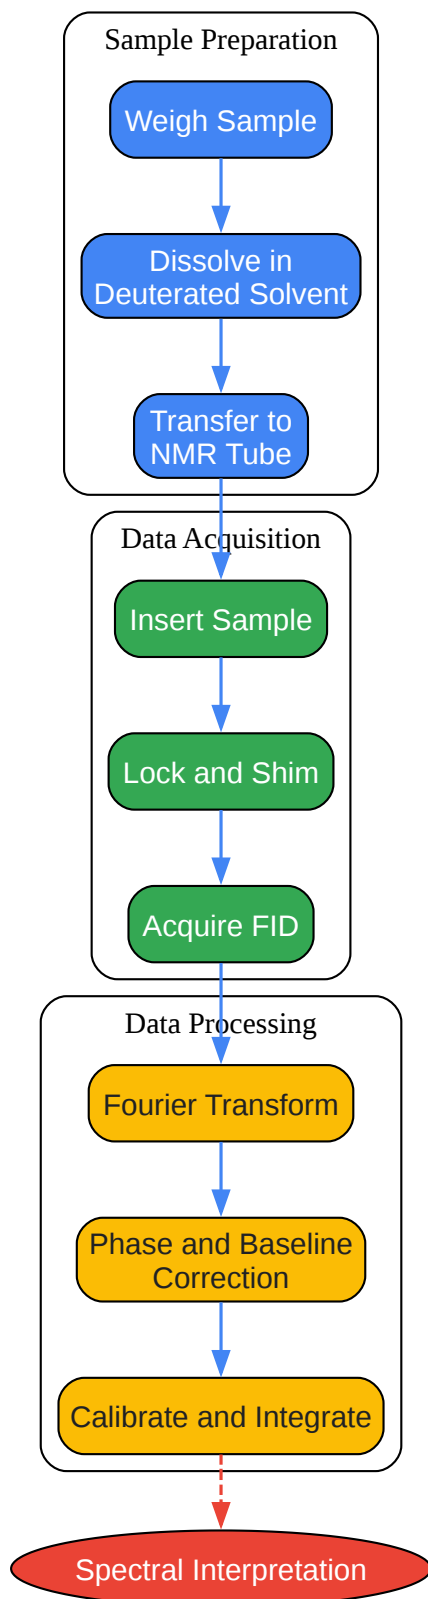 Sample Preparation
Weigh Sample
Dissolve in
Deuterated Solvent
Transfer to
NMR Tube
Data Acquisition
Insert Sample
Lock and Shim
Acquire FID
Data Processing
Fourier Transform
Phase and Baseline
Correction
Calibrate and Integrate
Spectral Interpretation